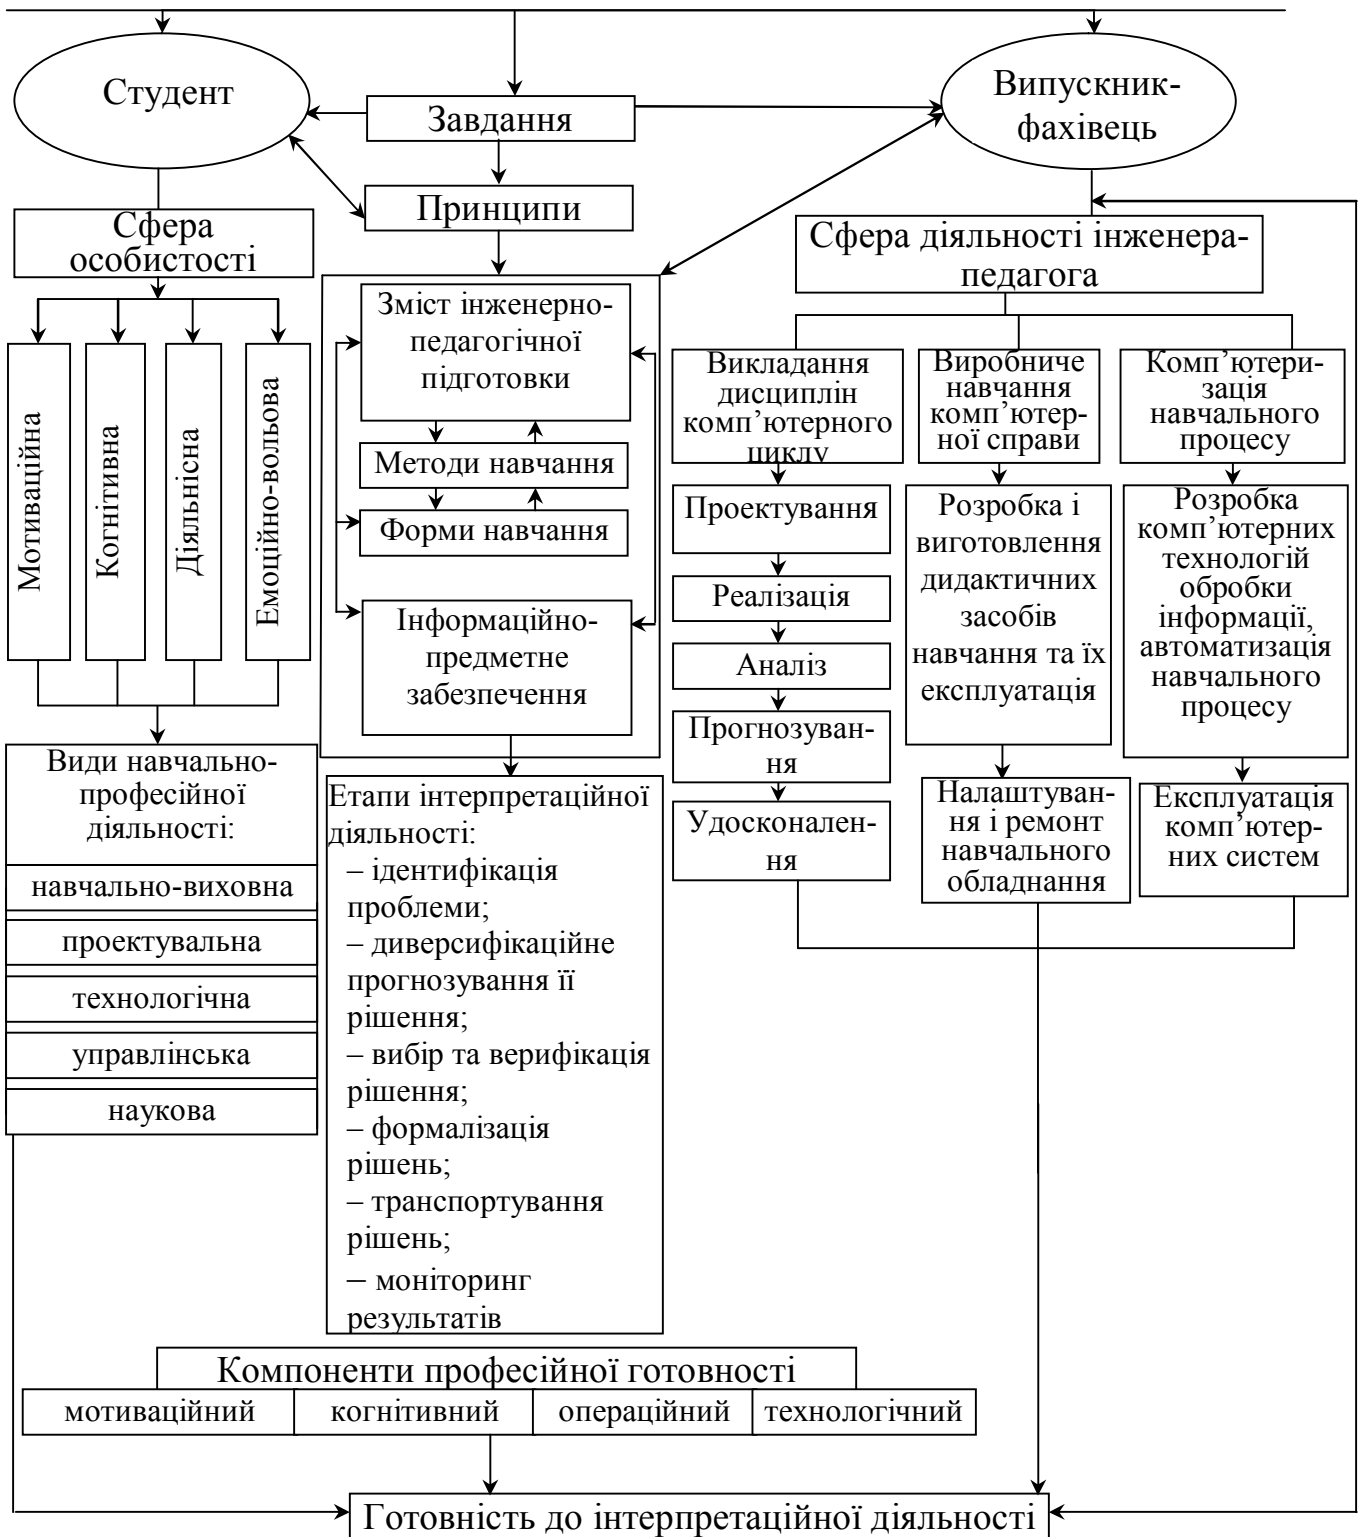 Студент
Завдання
Випускник-
фахівець
Принципи
Сфера
особистості
Сфера діяльності інженера-
педагога
Мотиваційна
Когнітивна
Діяльнісна
Емоційно-вольова
Зміст інженерно-
педагогічної
підготовки
Методи навчання
Форми навчання
Інформаційно-
предметне
забезпечення
Викладання
дисциплін
комп’ютерного
циклу
Виробниче
навчання
комп’ютер-
ної справи
Комп’ютери-
зація
навчального
процесу
Проектування
Реалізація
Аналіз
Прогнозуван-
ня
Удосконален-
ня
Розробка і
виготовлення
дидактичних
засобів
навчання та їх
експлуатація
Налаштуван-
ня і ремонт
навчального
обладнання
Розробка
комп’ютерних
технологій
обробки
інформації,
автоматизація
навчального
процесу
Експлуатація
комп’ютер-
них систем
Види навчально-
професійної
діяльності:
навчально-виховна
проектувальна
технологічна
управлінська
наукова
Етапи інтерпретаційної
діяльності:
– ідентифікація
проблеми;
– диверсифікаційне
прогнозування її
рішення;
– вибір та верифікація
рішення;
– формалізація
рішень;
– транспортування
рішень;
– моніторинг
результатів
Компоненти професійної готовності
мотиваційний
когнітивний
операційний
технологічний
Готовність до інтерпретаційної діяльності